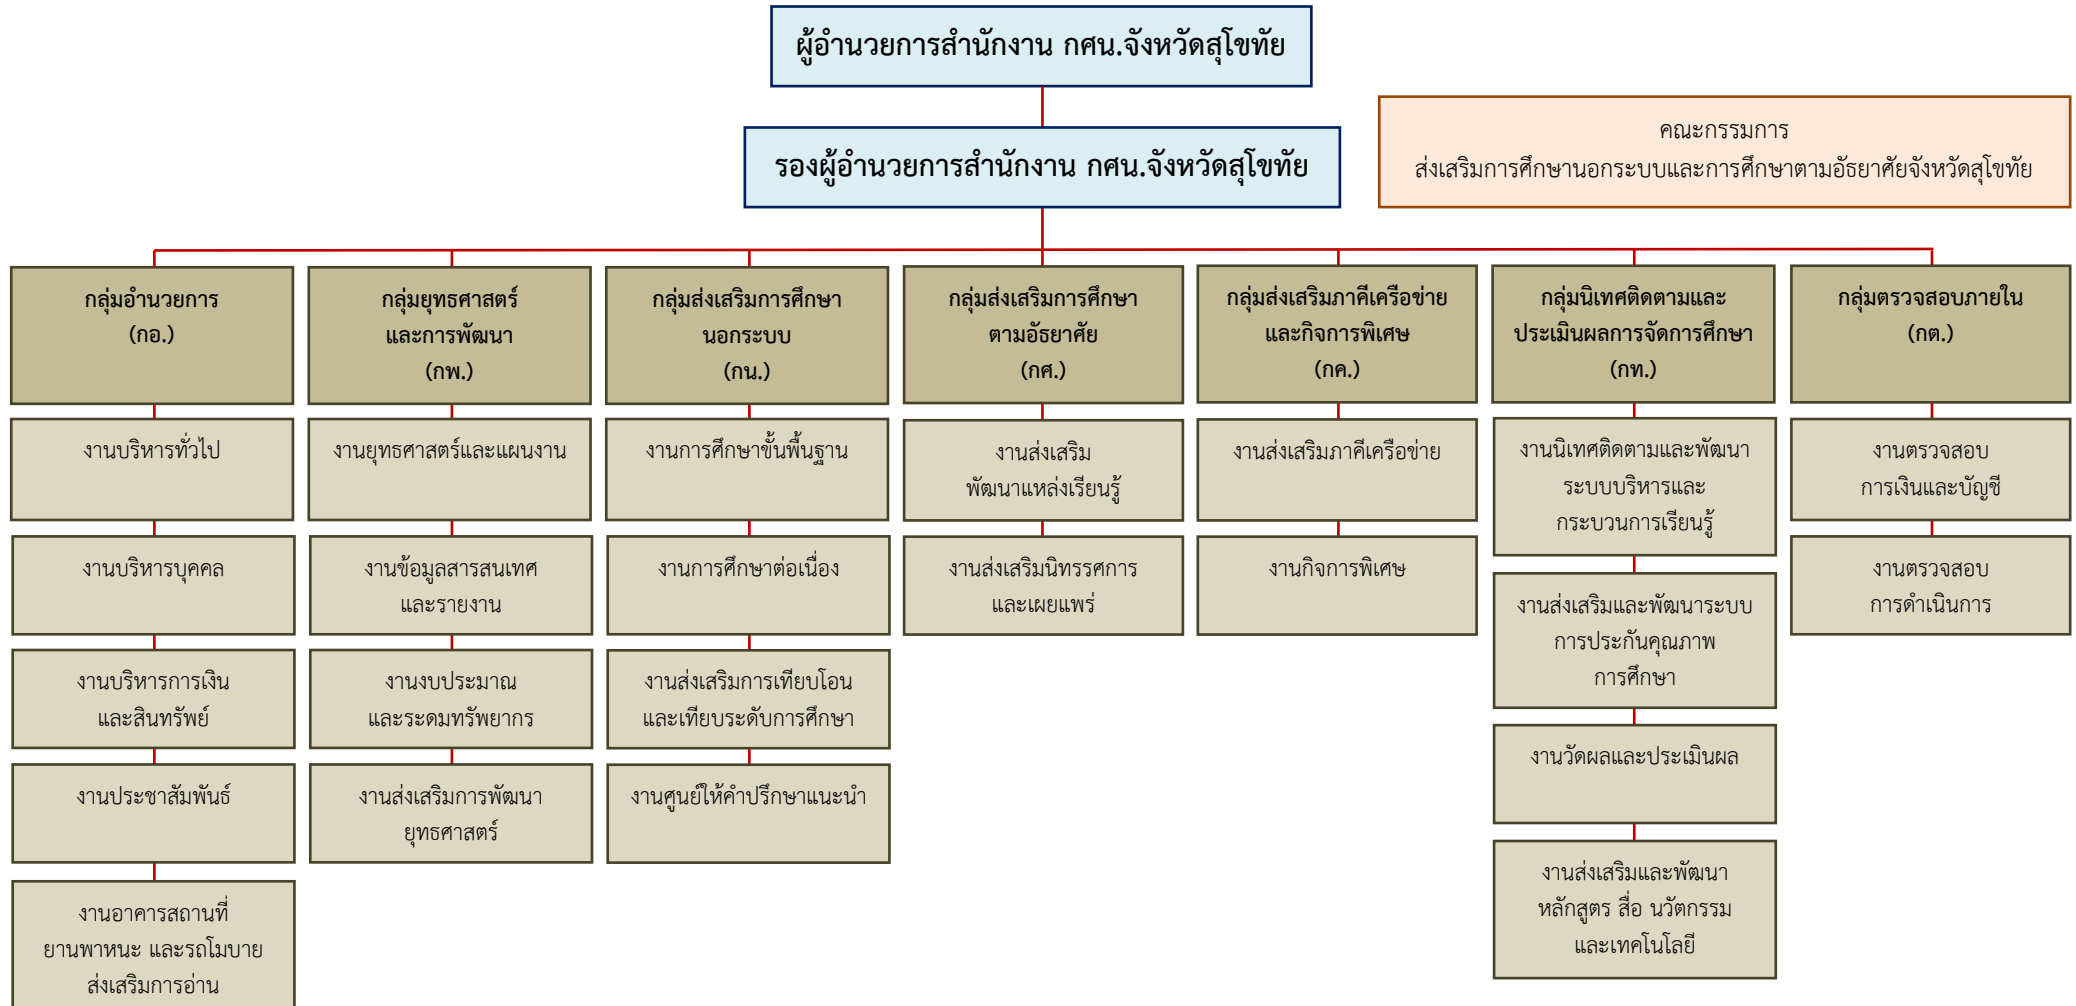 ผู้อำนวยการสำนักงาน กศน.จังหวัดสุโขทัย
รองผู้อำนวยการสำนักงาน กศน.จังหวัดสุโขทัย
คณะกรรมการ
ส่งเสริมการศึกษานอกระบบและการศึกษาตามอัธยาศัยจังหวัดสุโขทัย
กลุ่มอำนวยการ
(กอ.)
งานบริหารทั่วไป
งานบริหารบุคคล
งานบริหารการเงิน
และสินทรัพย์
งานประชาสัมพันธ์
งานอาคารสถานที่
ยานพาหนะ และรถโมบาย
ส่งเสริมการอ่าน
กลุ่มยุทธศาสตร์
และการพัฒนา
(กพ.)
งานยุทธศาสตร์และแผนงาน
งานข้อมูลสารสนเทศ
และรายงาน
งานงบประมาณ
และระดมทรัพยากร
งานส่งเสริมการพัฒนา
ยุทธศาสตร์
กลุ่มส่งเสริมการศึกษา
นอกระบบ
(กน.)
งานการศึกษาขั้นพื้นฐาน
งานการศึกษาต่อเนื่อง
งานส่งเสริมการเทียบโอน
และเทียบระดับการศึกษา
งานศูนย์ให้คำปรึกษาแนะนำ
กลุ่มส่งเสริมการศึกษา
ตามอัธยาศัย
(กศ.)
งานส่งเสริม
พัฒนาแหล่งเรียนรู้
งานส่งเสริมนิทรรศการ
และเผยแพร่
กลุ่มส่งเสริมภาคีเครือข่าย
และกิจการพิเศษ
(กค.)
งานส่งเสริมภาคีเครือข่าย
งานกิจการพิเศษ
กลุ่มนิเทศติดตามและ
ประเมินผลการจัดการศึกษา
(กท.)
งานนิเทศติดตามและพัฒนา
ระบบบริหารและ
กระบวนการเรียนรู้
งานส่งเสริมและพัฒนาระบบ
การประกันคุณภาพ
การศึกษา
งานวัดผลและประเมินผล
งานส่งเสริมและพัฒนา
หลักสูตร สื่อ นวัตกรรม
และเทคโนโลยี
กลุ่มตรวจสอบภายใน
(กต.)
งานตรวจสอบ
การเงินและบัญชี
งานตรวจสอบ
การดำเนินการ